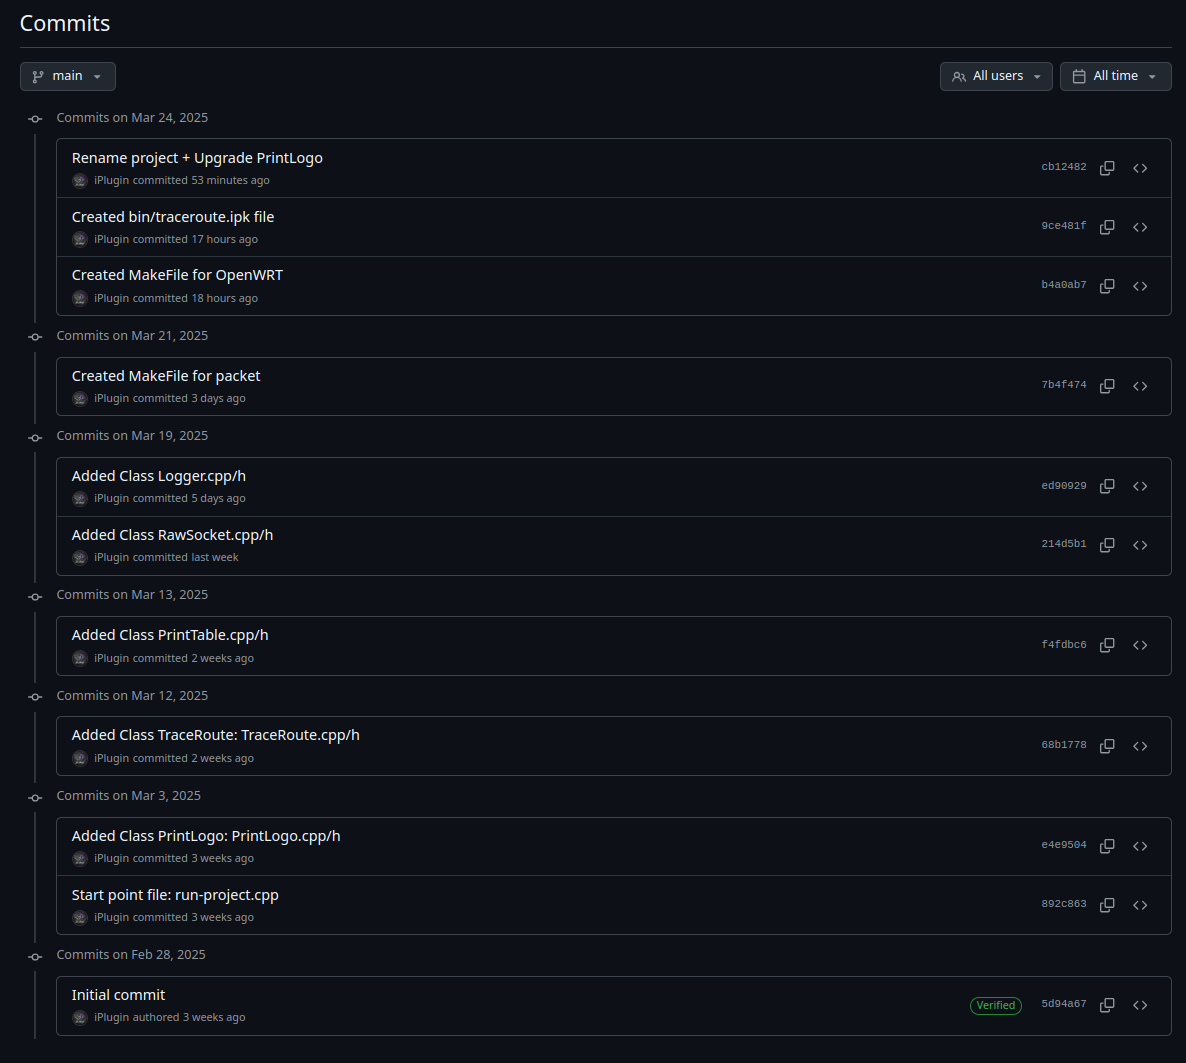 Commits
main
All users
All time
Commits on Mar 24, 2025
Rename project + Upgrade PrintLogo
cb12482
iPlugin committed 53 minutes ago
Created bin/traceroute.ipk file
9ce481f
iPlugin committed 17 hours ago
Created MakeFile for OpenWRT
b4a0ab7
iPlugin committed 18 hours ago
Commits on Mar 21, 2025
Created MakeFile for packet
7b4f474
iPlugin committed 3 days ago
Commits on Mar 19, 2025
Added Class Logger.cpp/h
ed90929
iPlugin committed 5 days ago
Added Class RawSocket.cpp/h
214d5b1
iPlugin committed last week
Commits on Mar 13, 2025
Added Class PrintTable.cpp/h
f4fdbc6
iPlugin committed 2 weeks ago
Commits on Mar 12, 2025
Added Class TraceRoute: TraceRoute.cpp/h
68b1778
iPlugin committed 2 weeks ago
Commits on Mar 3, 2025
Added Class PrintLogo: PrintLogo.cpp/h
e4e9504
iPlugin committed 3 weeks ago
Start point file: run-project.cpp
892c863
iPlugin committed 3 weeks ago
Commits on Feb 28, 2025
Initial commit
Verified
5d94a67
iPlugin authored 3 weeks ago